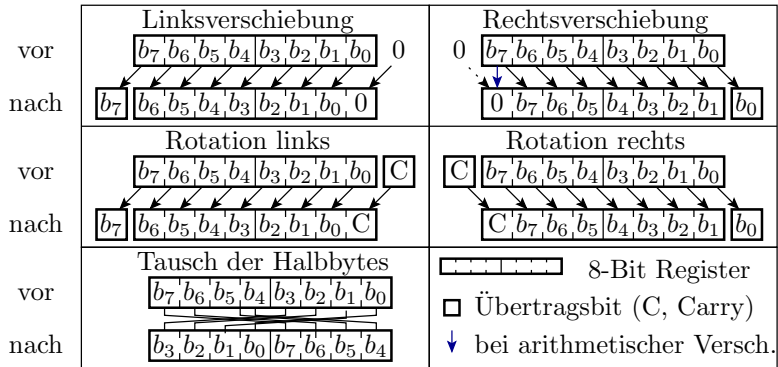 Linksverschiebung
Rechtsverschiebung
vor b7 b6 b5 b4 b3 b2 b1 b0 0
0 b7 b6 b5 b4 b3 b2 b1 b0
nach b7 b6 b5 b4 b3 b2 b1 b0 0
0 b7 b6 b5 b4 b3 b2 b1 b0
Rotation links
Rotation rechts
vor b7 b6 b5 b4 b3 b2 b1 b0 C
C b7 b6 b5 b4 b3 b2 b1 b0
nach b7 b6 b5 b4 b3 b2 b1 b0 C
C b7 b6 b5 b4 b3 b2 b1 b0
Tausch der Halbbytes
vor b7 b6 b5 b4 b3 b2 b1 b0
nach b3 b2 b1 b0 b7 b6 b5 b4
8-Bit Register
Übertragsbit (C, Carry)
bei arithmetischer Versch.